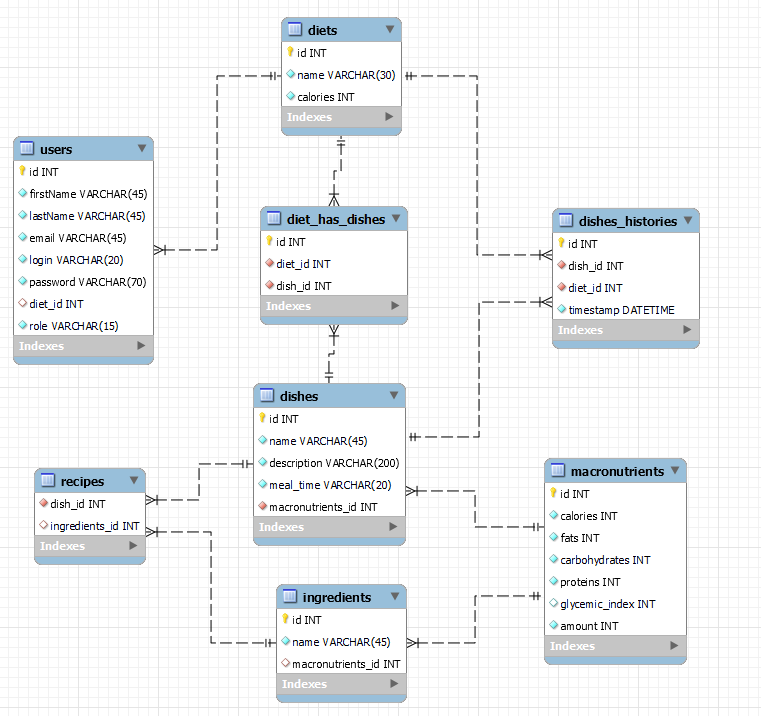 diets
id INT
name VARCHAR(30)
calories INT
Indexes
users
id INT
firstName VARCHAR(45)
lastName VARCHAR(45)
email VARCHAR(45)
login VARCHAR(20)
password VARCHAR(70)
diet_id INT
role VARCHAR(15)
Indexes
diet_has_dishes
id INT
diet_id INT
dish_id INT
Indexes
dishes_histories
id INT
dish_id INT
diet_id INT
timestamp DATETIME
Indexes
dishes
id INT
name VARCHAR(45)
description VARCHAR(200)
meal_time VARCHAR(20)
macronutrients_id INT
Indexes
recipes
dish_id INT
ingredients_id INT
Indexes
macronutrients
id INT
calories INT
fats INT
carbohydrates INT
proteins INT
glycemic_index INT
amount INT
Indexes
ingredients
id INT
name VARCHAR(45)
macronutrients_id INT
Indexes